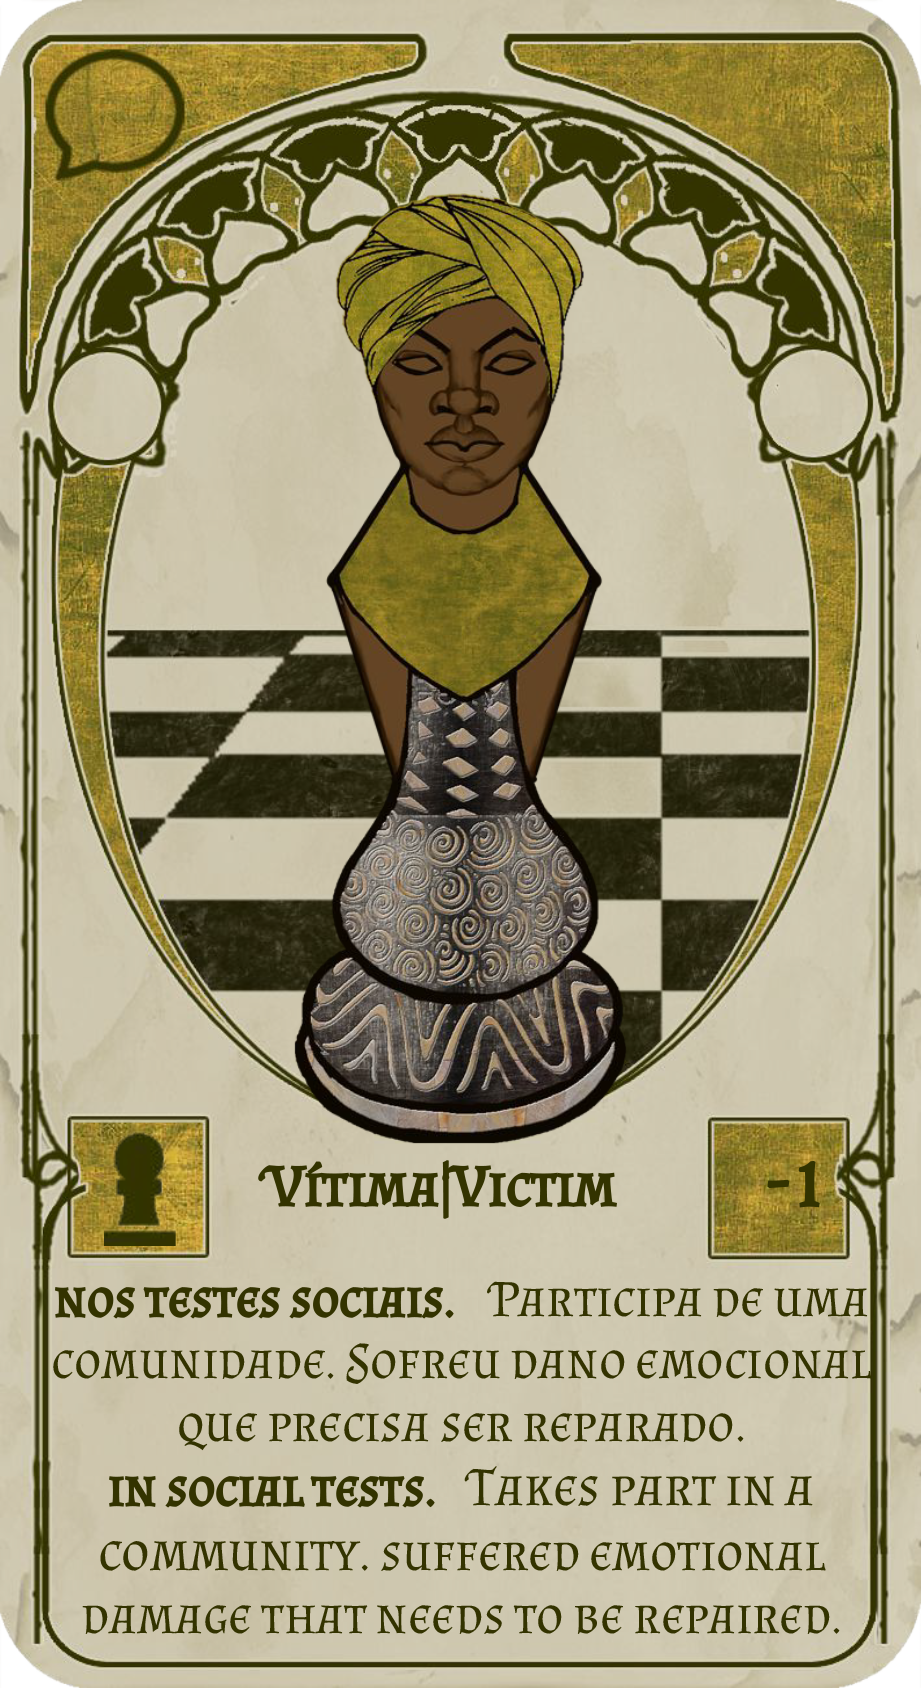 Vítima|Victim
-1
NOS TESTES SOCIAIS. Participa de uma
comunidade. Sofreu dano emocional
que precisa ser reparado.
IN SOCIAL TESTS. Takes part in a
community. suffered emotional
damage that needs to be repaired.